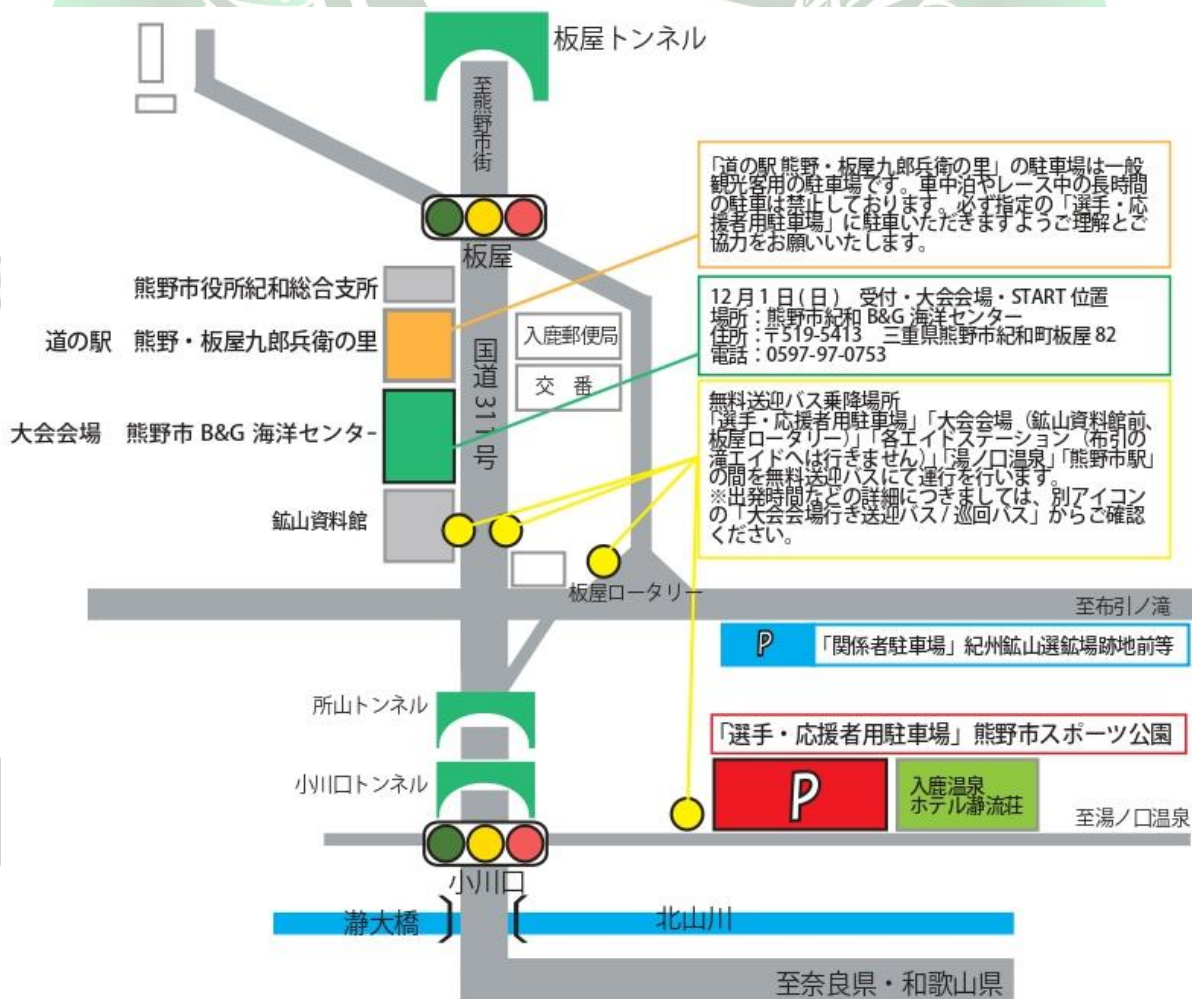 板屋トンネル
至熊野市街
板屋
「道の駅 熊野・板屋九郎兵衛の里」の駐車場は一般
観光客用の駐車場です。車中泊やレース中の長時間
の駐車は禁止しております。必ず指定の「選手・応
援者用駐車場」に駐車いただきますようご理解とご
協力をお願いいたします。
熊野市役所紀和総合支所
道の駅 熊野・板屋九郎兵衛の里
国道311号
入鹿郵便局
交 番
12月1日(日) 受付・大会会場・START 位置
場所：熊野市紀和 B&G 海洋センター
住所：〒519-5413 三重県熊野市紀和町板屋 82
電話：0597-97-0753
大会会場 熊野市 B&G 海洋センター
無料送迎バス乗降場所
「選手・応援者用駐車場」「大会会場（鉱山資料館前、
板屋ロータリー）」「各エイドステーション（布引の
滝エイドへは行きません）」「湯ノ口温泉」「熊野市駅」
の間を無料送迎バスにて運行を行います。
※出発時間などの詳細につきましては、別アイコン
の「大会会場行き送迎バス / 巡回バス」からご確認
ください。
鉱山資料館
板屋ロータリー
至布引ノ滝
P
「関係者駐車場」紀州鉱山選鉱場跡地前等
所山トンネル
「選手・応援者用駐車場」熊野市スポーツ公園
小川口トンネル
P
入鹿温泉
ホテル瀞流荘
至湯ノ口温泉
小川口
瀞大橋
北山川
至奈良県・和歌山県